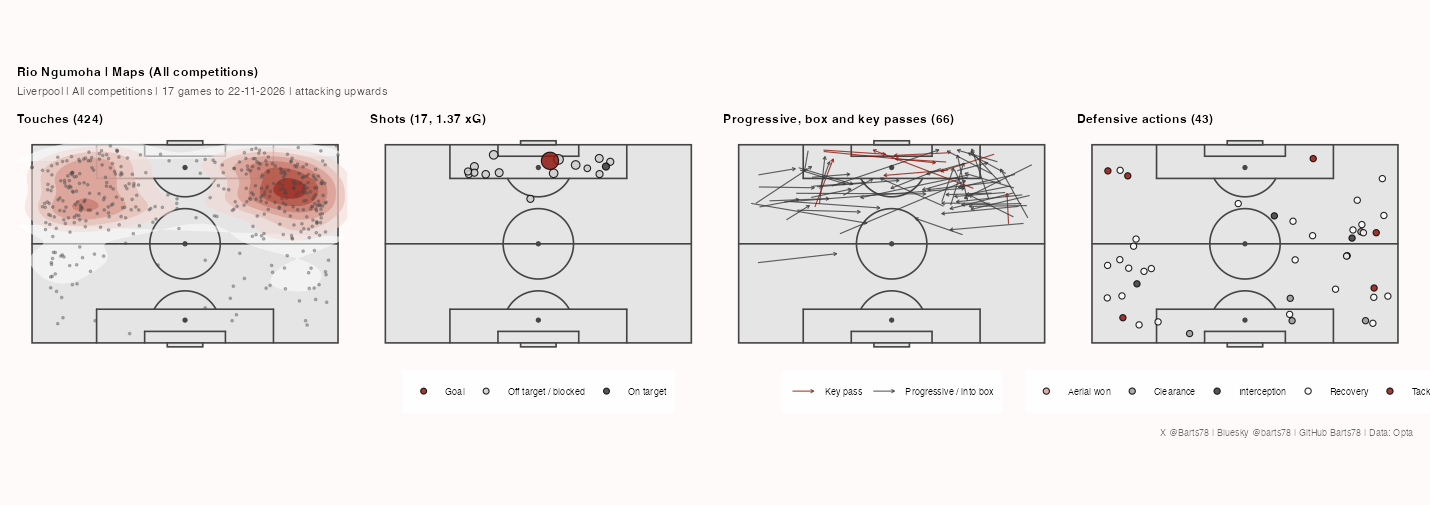 Rio Ngumoha | Maps (All competitions)
Liverpool | All competitions | 17 games to 22-11-2026 | attacking upwards
Touches (424)
Shots (17, 1.37 xG)
Progressive, box and key passes (66)
Defensive actions (43)
Goal
Off target / blocked
On target
Key pass
Progressive / into box
Aerial won
Clearance
Interception
Recovery
Tack
X @Barts78 | Bluesky @barts78 | GitHub Barts78 | Data: Opta